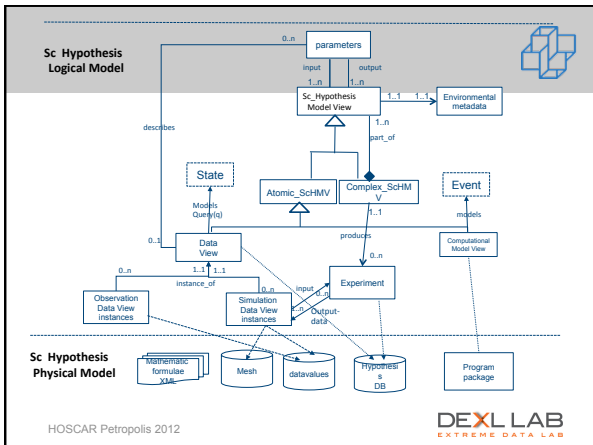 0..n
parameters
Sc Hypothesis
Logical Model
input
output
1..n
1..n
Sc_Hypothesis
Model View
1..1
1..1
Environmental
metadata
describes
1..n
part_of
State
Atomic_ScHMV
Complex_ScHM
V
Event
Models
Query(q)
1..1
models
produces
0..1
Data
View
Computational
Model View
0..n
1..1
1..1
instance_of
0..n
0..n
input
0..n
Experiment
Observation
Data View
instances
Simulation
Data View
instances
0..n
Output-
data
Sc Hypothesis
Physical Model
Mathematic
formulae
XML
Mesh
datavalues
Hypothes
is
DB
Program
package
HOSCAR Petropolis 2012
DEXL LAB
EXTREME DATA LAB